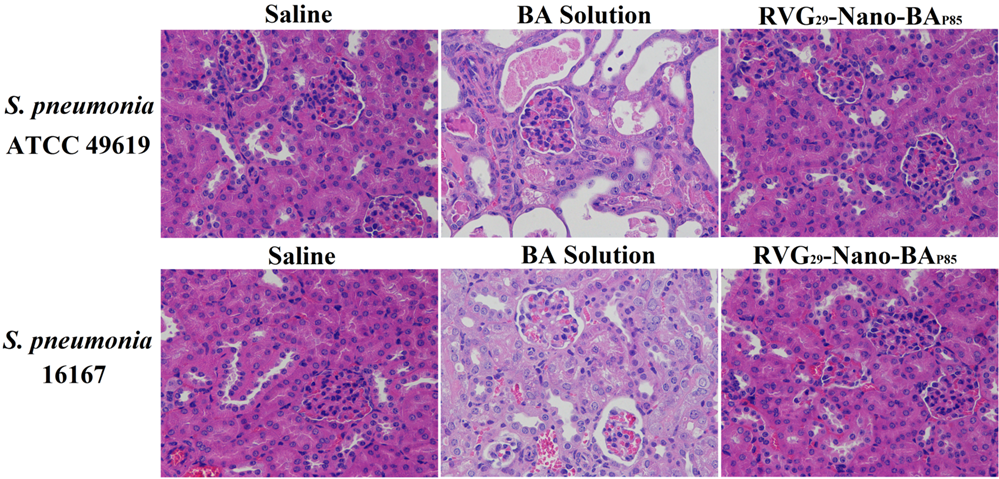 Saline BA Solution RVG29-Nano-BAP85
S. pneumonia
ATCC 49619
Saline BA Solution RVG29-Nano-BAP85
S. pneumonia
16167